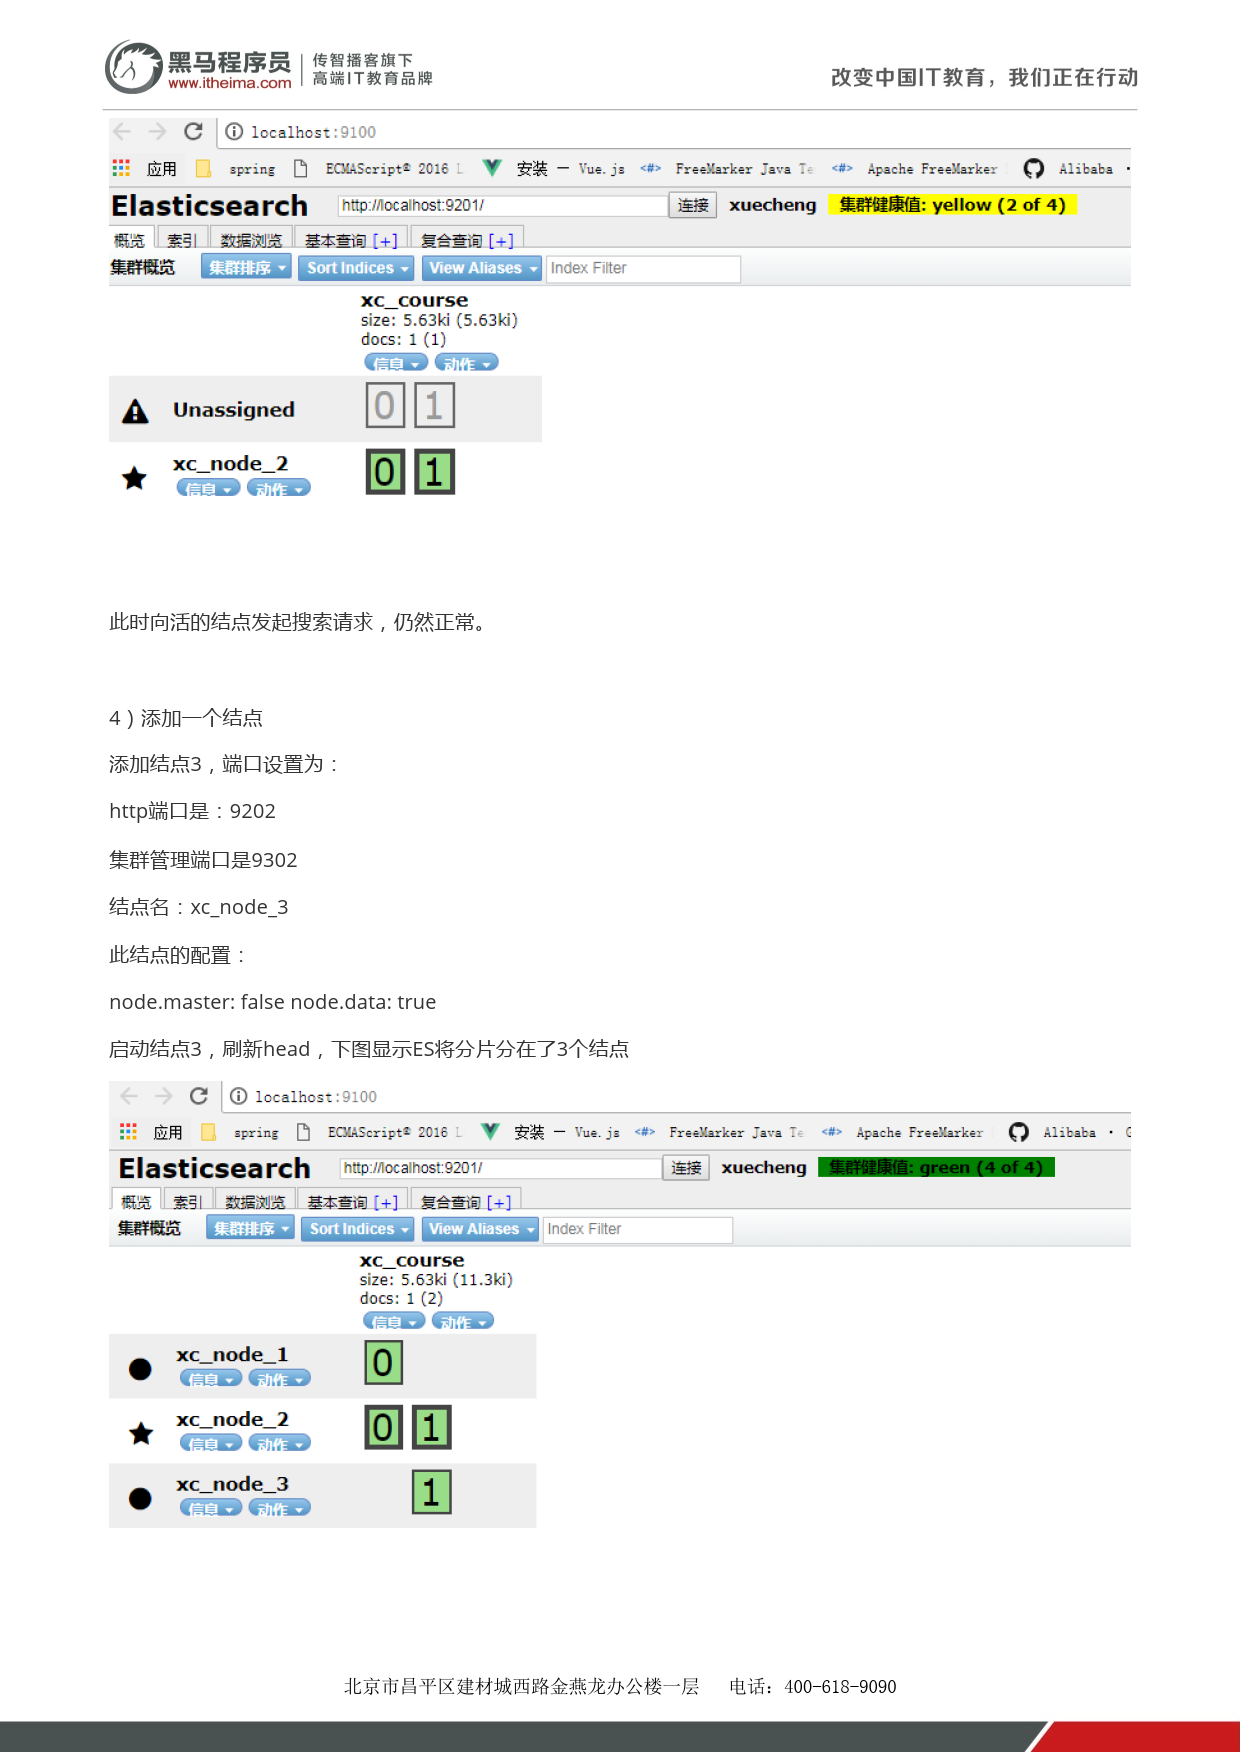 黑马程序员
www.itheima.com
传智播客旗下
高端IT教育品牌
改变中国IT教育，我们正在行动
localhost:9100
应用 spring ECMAScript® 2016 L 安装 — Vue.js <#> FreeMarker Java Te <#> Apache FreeMarker Alibaba ·
Elasticsearch http://localhost:9201/ 连接 xuecheng 集群健康值: yellow (2 of 4)
概览 索引 数据浏览 基本查询 [+] 复合查询 [+]
集群概览 集群排序 Sort Indices View Aliases Index Filter
xc_course
size: 5.63ki (5.63ki)
docs: 1 (1)
信息 动作
Unassigned 0 1
xc_node_2 0 1
信息 动作
此时向活的结点发起搜索请求，仍然正常。
4）添加一个结点
添加结点3，端口设置为：
http端口是：9202
集群管理端口是9302
结点名：xc_node_3
此结点的配置：
node.master: false node.data: true
启动结点3，刷新head，下图显示ES将分片分在了3个结点
localhost:9100
应用 spring ECMAScript® 2016 L 安装 — Vue.js <#> FreeMarker Java Te <#> Apache FreeMarker Alibaba ·
Elasticsearch http://localhost:9201/ 连接 xuecheng 集群健康值: green (4 of 4)
概览 索引 数据浏览 基本查询 [+] 复合查询 [+]
集群概览 集群排序 Sort Indices View Aliases Index Filter
xc_course
size: 5.63ki (11.3ki)
docs: 1 (2)
信息 动作
xc_node_1 0
信息 动作
xc_node_2 0 1
信息 动作
xc_node_3 1
信息 动作
北京市昌平区建材城西路金燕龙办公楼一层 电话：400-618-9090